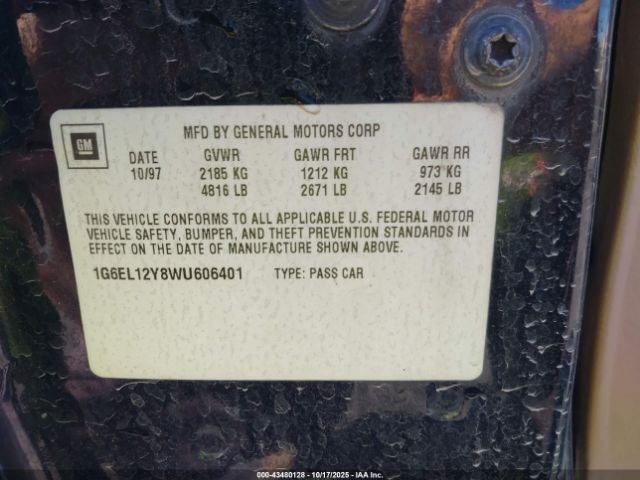 GM
MFD BY GENERAL MOTORS CORP
DATE GVWR GAWR FRT GAWR RR
10/97 2185 KG 1212 KG 973 KG
4816 LB 2671 LB 2145 LB
THIS VEHICLE CONFORMS TO ALL APPLICABLE U.S. FEDERAL MOTOR
VEHICLE SAFETY, BUMPER, AND THEFT PREVENTION STANDARDS IN
EFFECT ON THE DATE OF MANUFACTURE SHOWN ABOVE.
1G6EL12Y8WU606401 TYPE: PASS CAR
000-43480128 - 10/17/2025 - © IAAI.com